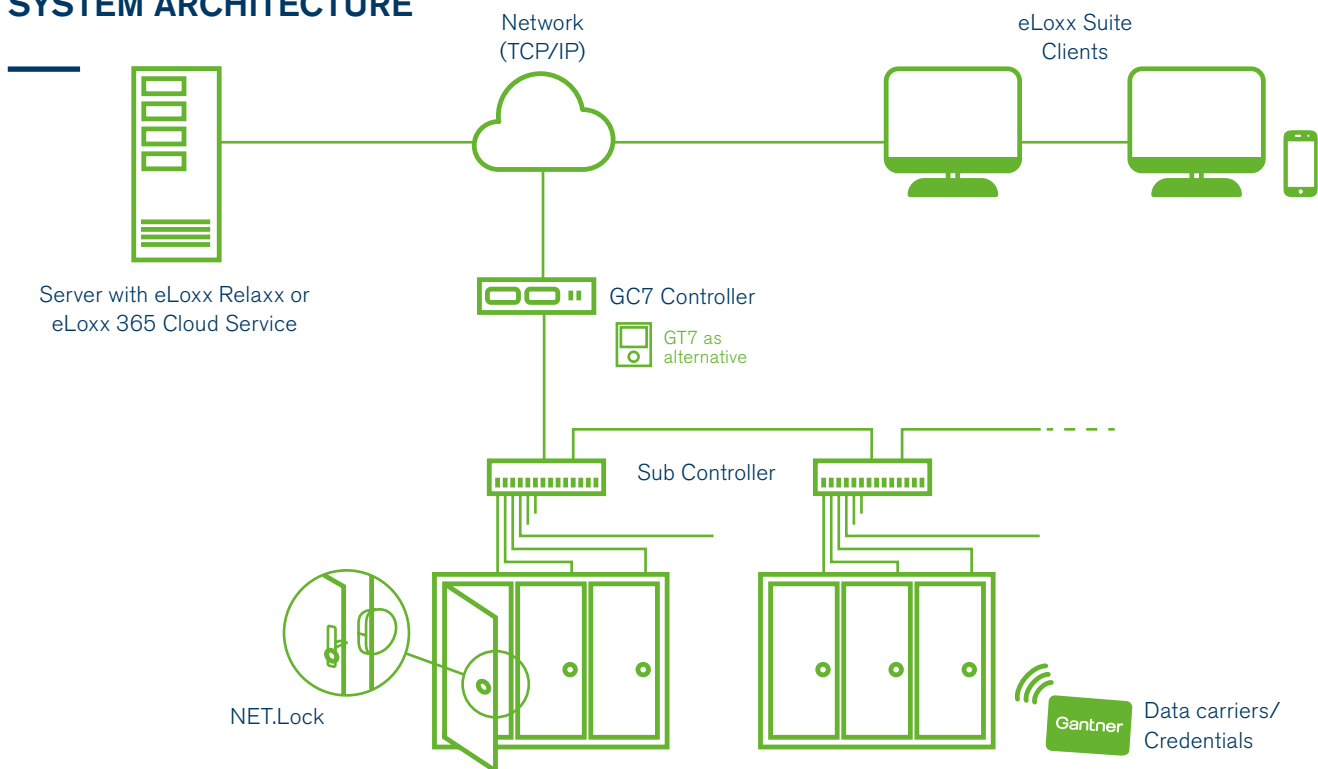 SYSTEM ARCHITECTURE
Network
(TCP/IP)
eLoxx Suite
Clients
Server with eLoxx Relaxx or
eLoxx 365 Cloud Service
GC7 Controller
GT7 as
alternative
Sub Controller
NET.Lock
Gantner
Data carriers/
Credentials